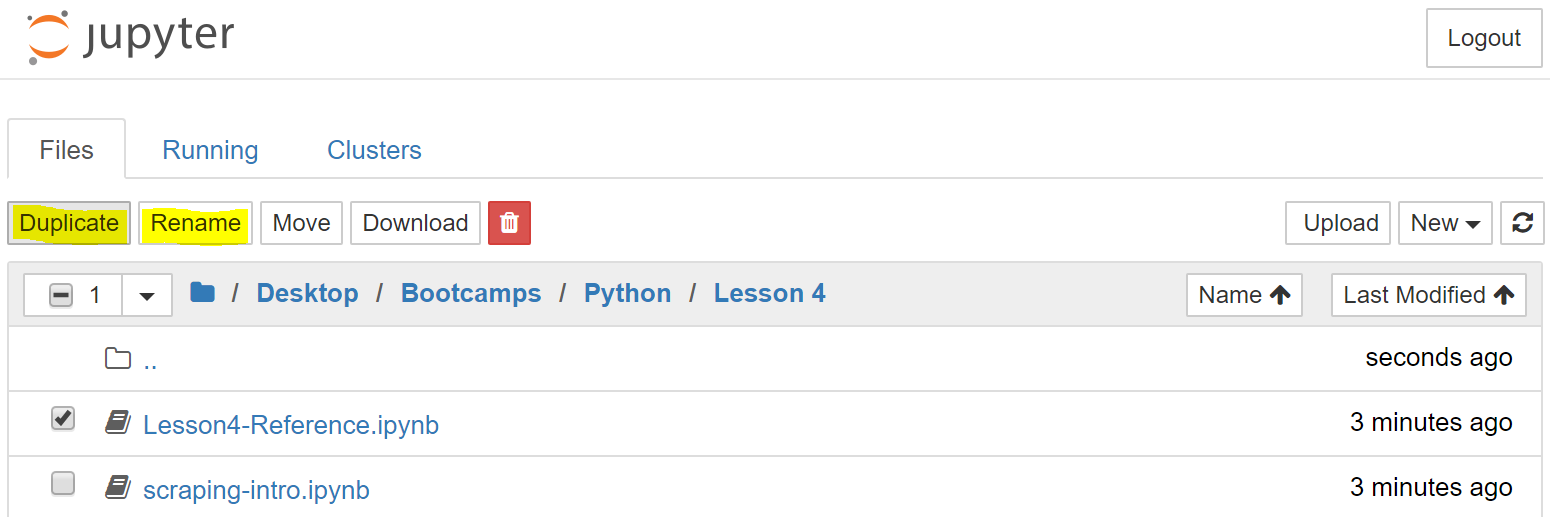 jupyter Logout
Files Running Clusters
Duplicate Rename Move Download Upload New
1 / Desktop / Bootcamps / Python / Lesson 4 Name Last Modified
.. seconds ago
Lesson4-Reference.ipynb 3 minutes ago
scraping-intro.ipynb 3 minutes ago